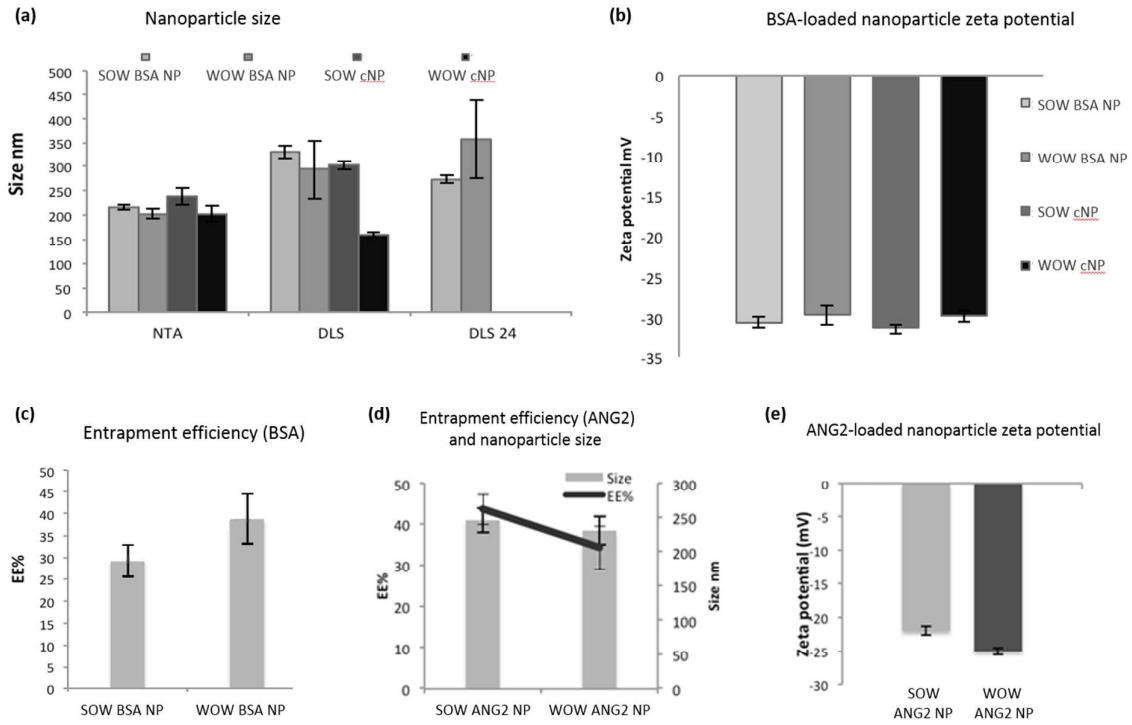 (a)
Nanoparticle size
SOW BSA NP WOW BSA NP SOW cNP WOW cNP
Size nm
500
450
400
350
300
250
200
150
100
50
0
NTA DLS DLS 24
(b)
BSA-loaded nanoparticle zeta potential
Zeta potential mV
0
-5
-10
-15
-20
-25
-30
-35
SOW BSA NP
WOW BSA NP
SOW cNP
WOW cNP
(c)
Entrapment efficiency (BSA)
EE%
50
45
40
35
30
25
20
15
10
5
0
SOW BSA NP WOW BSA NP
(d)
Entrapment efficiency (ANG2)
and nanoparticle size
Size
EE%
EE%
50
40
30
20
10
0
Size nm
300
250
200
150
100
50
0
SOW ANG2 NP WOW ANG2 NP
(e)
ANG2-loaded nanoparticle zeta potential
Zeta potential (mV)
0
-5
-10
-15
-20
-25
-30
SOW WOW
ANG2 NP ANG2 NP